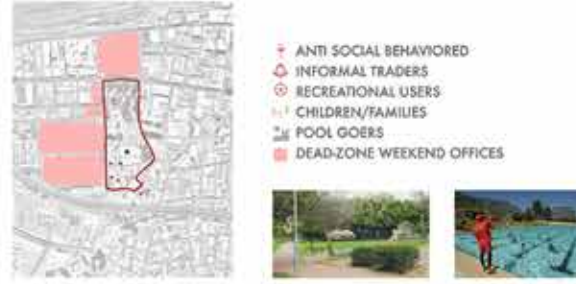 ANTI SOCIAL BEHAVIORED
INFORMAL TRADERS
RECREATIONAL USERS
CHILDREN/FAMILIES
POOL GOERS
DEAD-ZONE WEEKEND OFFICES